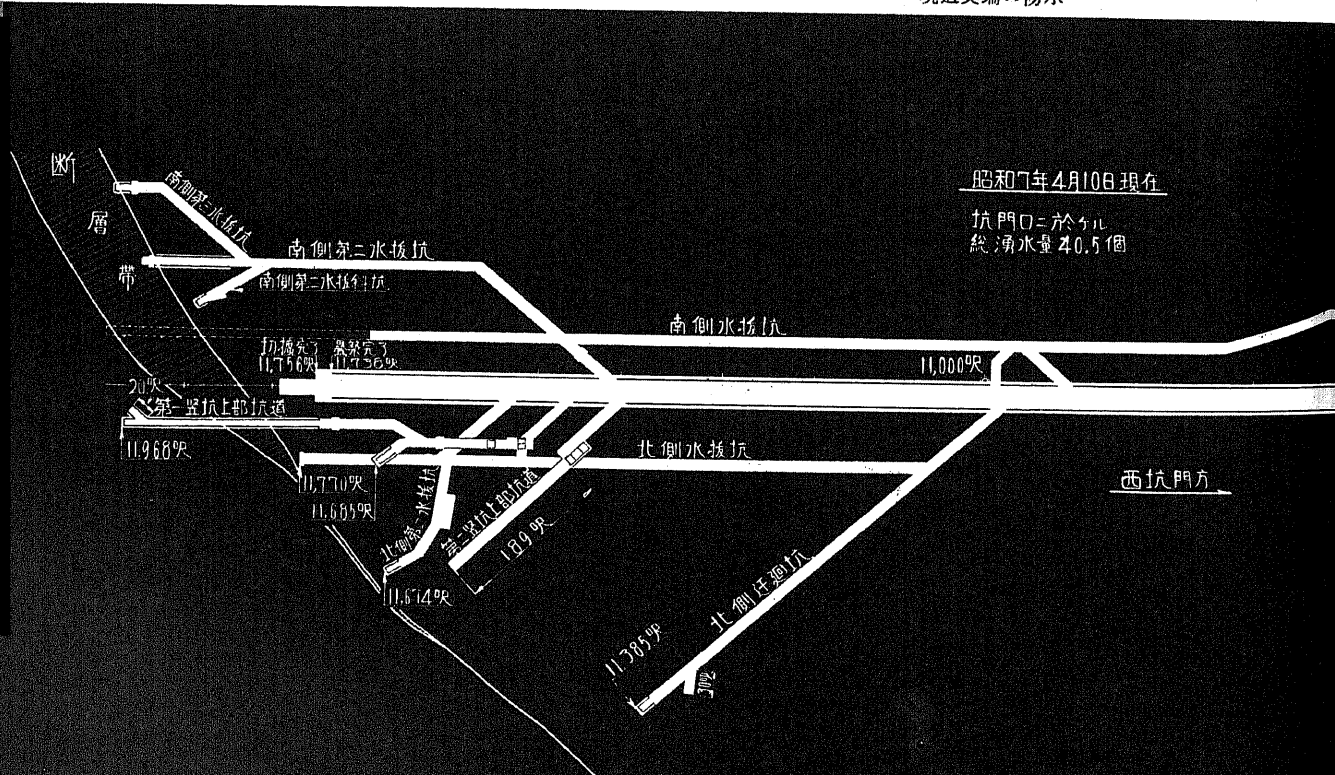 断層帯
南側第三水抜坑
南側第二水抜坑
南側第二水抜斜坑
昭和7年4月10日現在
坑門口ニ於ケル
総湧水量40.5個
南側水抜坑
切擴完了
11,756呎
畳築完了
11,736呎
11,000呎
20呎
第一竪坑上部坑道
11,968呎
北側水抜坑
西坑門方
11,770呎
11,685呎
北側第二水抜坑
第二竪坑上部坑道
189呎
11,674呎
北側迂廻坑
11,385呎
30呎